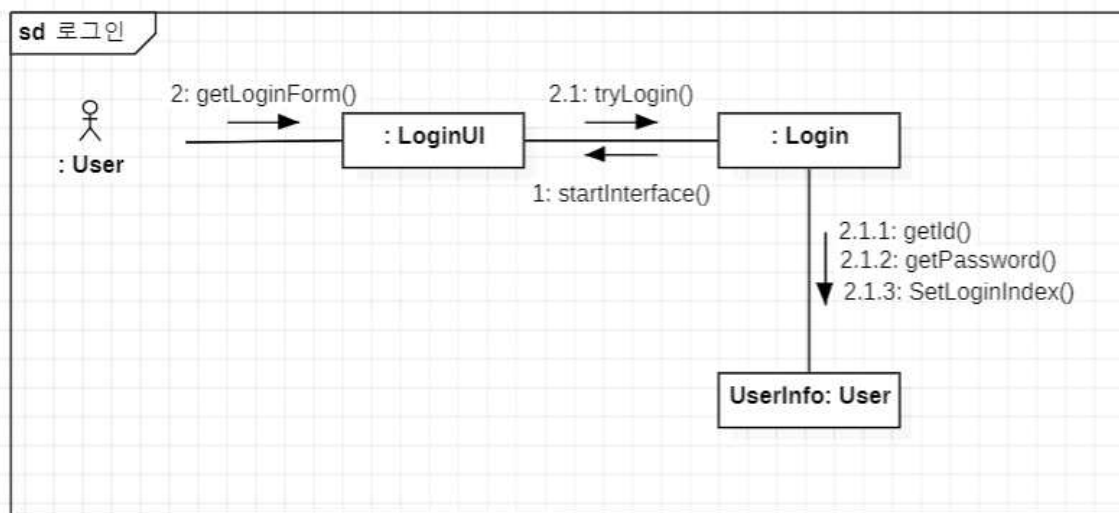 sd 로그인
2: getLoginForm()
2.1: tryLogin()
: User
: LoginUI
: Login
1: startInterface()
2.1.1: getId()
2.1.2: getPassword()
2.1.3: SetLoginIndex()
UserInfo: User